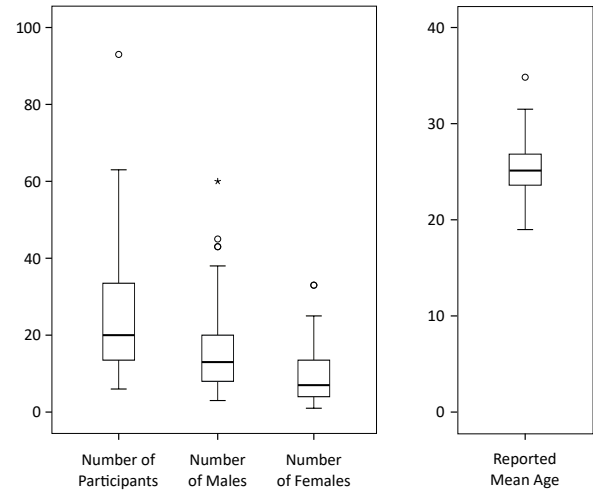 100
80
60
40
20
0
Number of
Participants
Number
of Males
Number
of Females
40
30
20
10
0
Reported
Mean Age